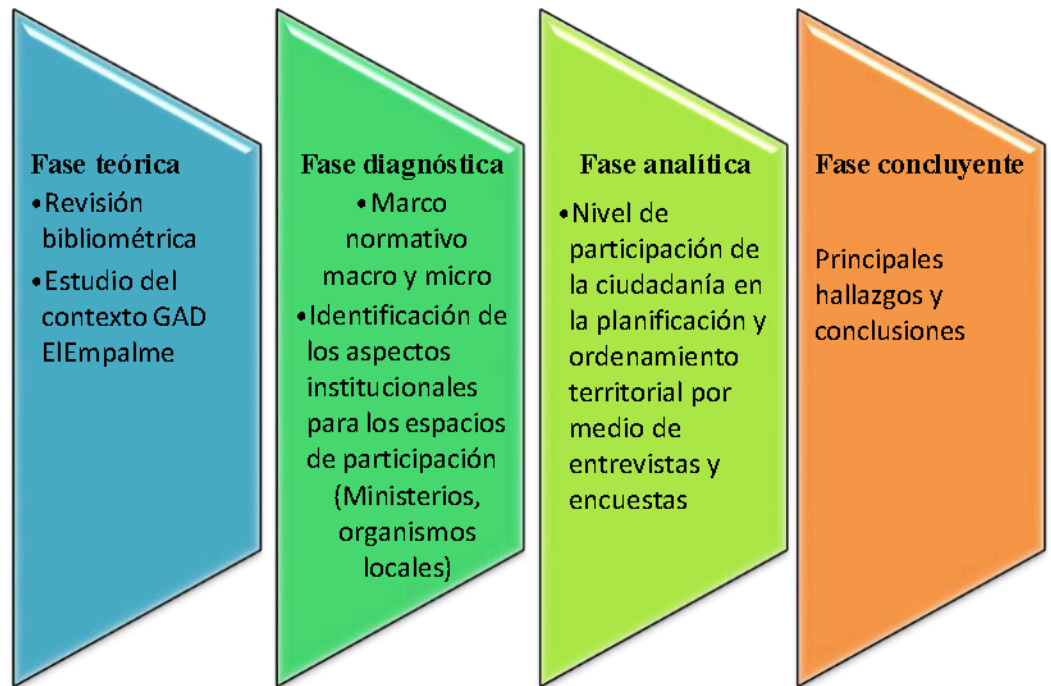 Fase teórica
•Revisión
bibliométrica
•Estudio del
contexto GAD
ElEmpalme
Fase diagnóstica
•Marco
normativo
macro y micro
•Identificación de
los aspectos
institucionales
para los espacios
de participación
(Ministerios,
organismos
locales)
Fase analítica
•Nivel de
participación de
la ciudadanía en
la planificación y
ordenamiento
territorial por
medio de
entrevistas y
encuestas
Fase concluyente
Principales
hallazgos y
conclusiones